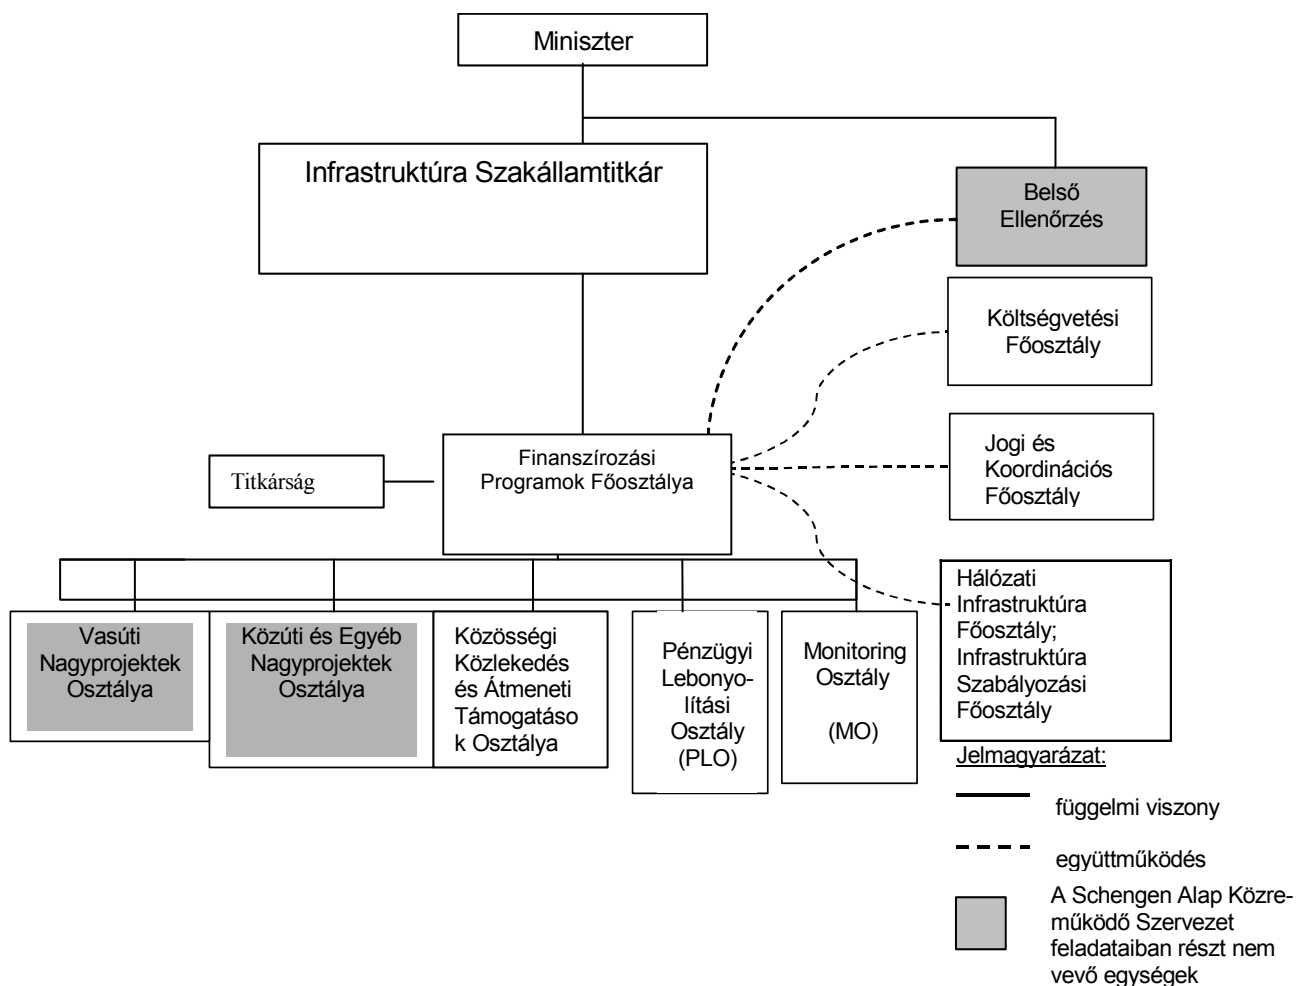 Miniszter
Infrastruktúra Szakállamtitkár
Belső
Ellenőrzés
Költségvetési
Főosztály
Finanszírozási
Programok Főosztálya
Titkárság
Jogi és
Koordinációs
Főosztály
Hálózati
Infrastruktúra
Főosztály;
Infrastruktúra
Szabályozási
Főosztály
Vasúti
Nagyprojektek
Osztálya
Közúti és Egyéb
Nagyprojektek
Osztálya
Közösségi
Közlekedés
és Átmeneti
Támogatáso
k Osztálya
Pénzügyi
Lebonyo-
lítási
Osztály
(PLO)
Monitoring
Osztály
(MO)
Jelmagyarázat:
függelmi viszony
együttműködés
A Schengen Alap Közre-
működő Szervezet
feladataiban részt nem
vevő egységek